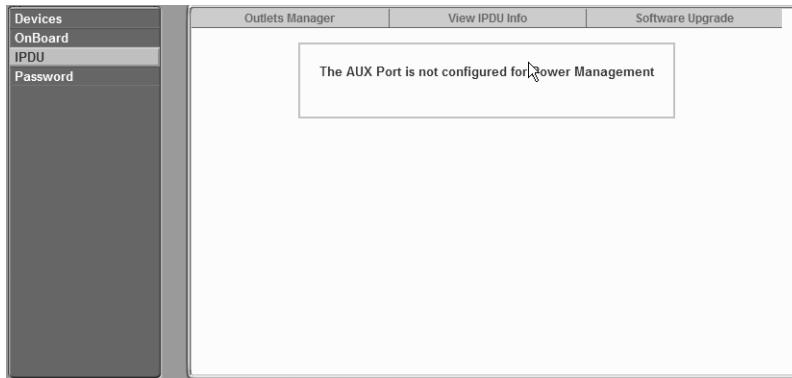 Devices
OnBoard
IPDU
Password
Outlets Manager
View IPDU Info
Software Upgrade
The AUX Port is not configured for Power Management